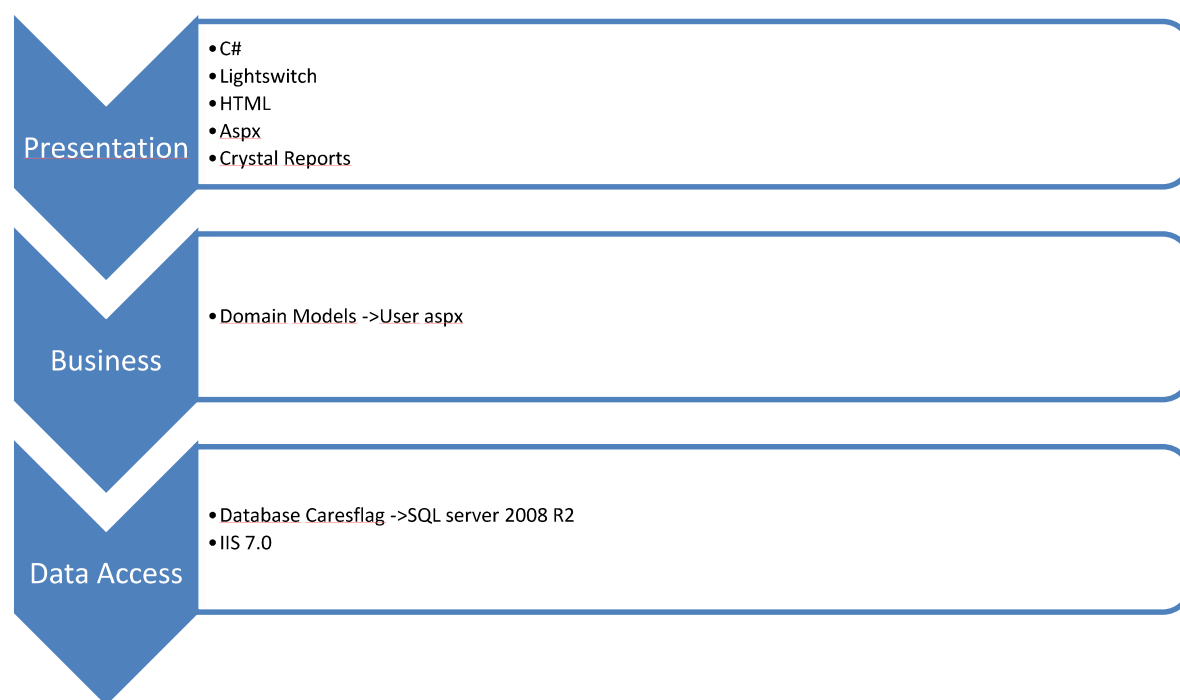 Presentation
•C#
•Lightswitch
•HTML
•Aspx
•Crystal Reports
Business
•Domain Models ->User aspx
Data Access
•Database Caresflag ->SQL server 2008 R2
•IIS 7.0